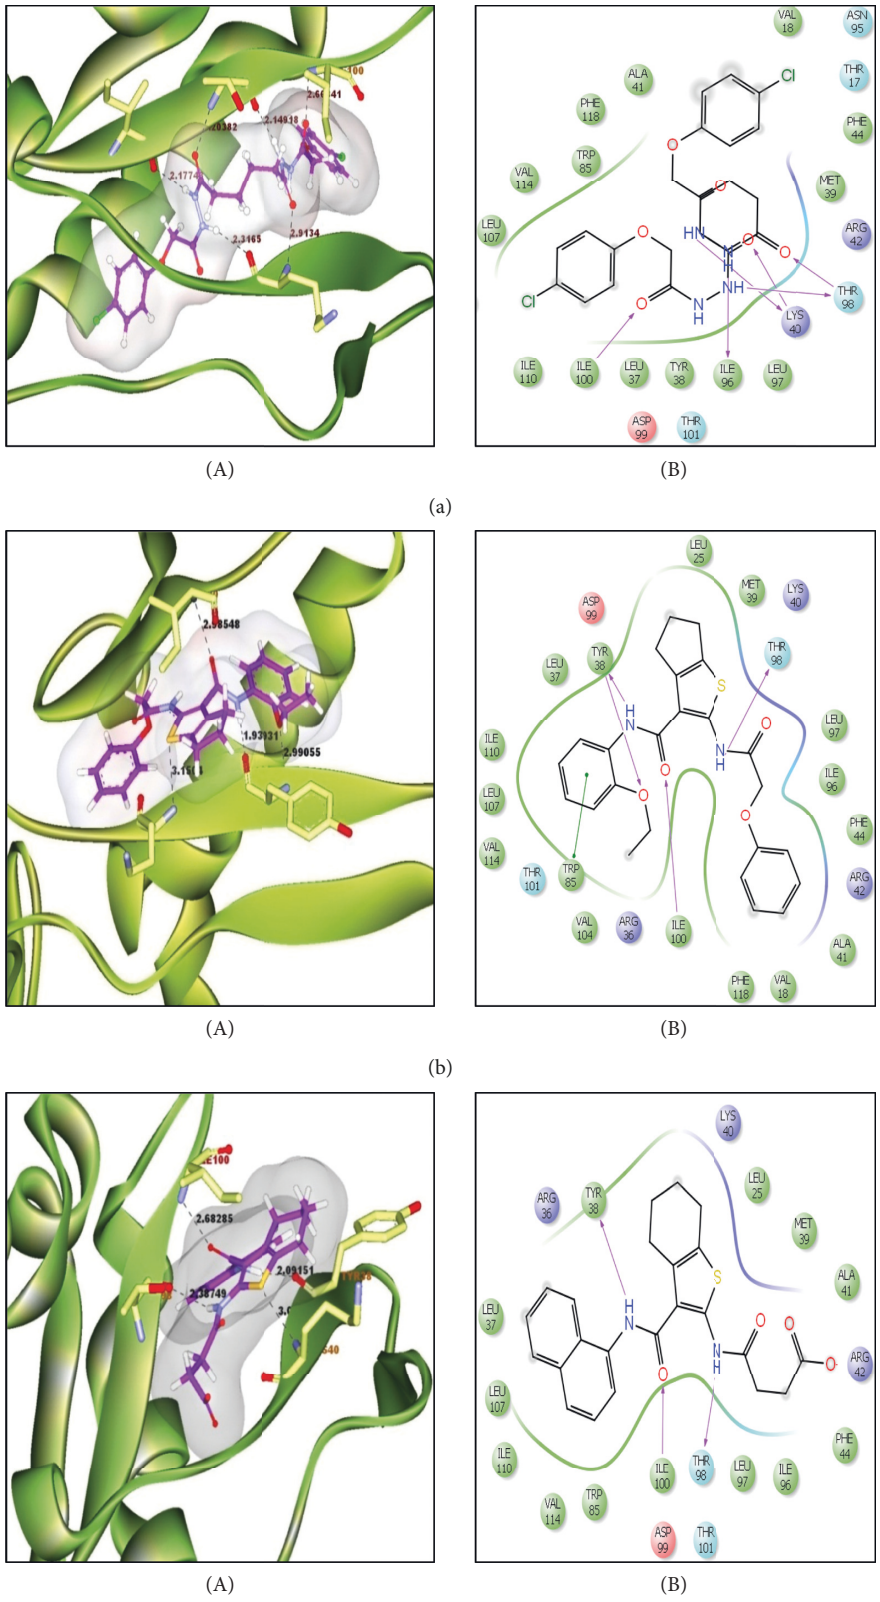 100
2.14918
2.1774
2.3165
2.9134
VAL 18
ASN 95
ALA 41
THR 17
Cl
PHE 118
PHE 44
TRP 85
O
VAL 114
MET 39
O
LEU 107
O
HN
O
O
ARG 42
N
H
Cl
O
N
H
NH
THR 98
LYS 40
ILE 110
ILE 100
LEU 37
TYR 38
ILE 96
LEU 97
ASP 99
THR 101
(A)
(B)
(a)
2.98548
1.93931
2.99055
LEU 25
MET 39
LYS 40
ASP 99
THR 98
TYR 38
LEU 37
S
H
N
LEU 97
ILE 110
N
H
O
O
ILE 96
LEU 107
O
O
PHE 44
VAL 114
THR 101
TRP 85
ARG 42
VAL 104
ARG 36
ILE 100
ALA 41
PHE 118
VAL 18
(A)
(B)
(b)
E100
2.68285
2.09151
2.38749
S40
LYS 40
ARG 36
TYR 38
LEU 25
MET 39
S
ALA 41
LEU 37
H
N
O
O
N
H
O
O
ARG 42
LEU 107
ILE 110
PHE 44
VAL 114
TRP 85
ILE 100
THR 98
LEU 97
ILE 96
ASP 99
THR 101
(A)
(B)